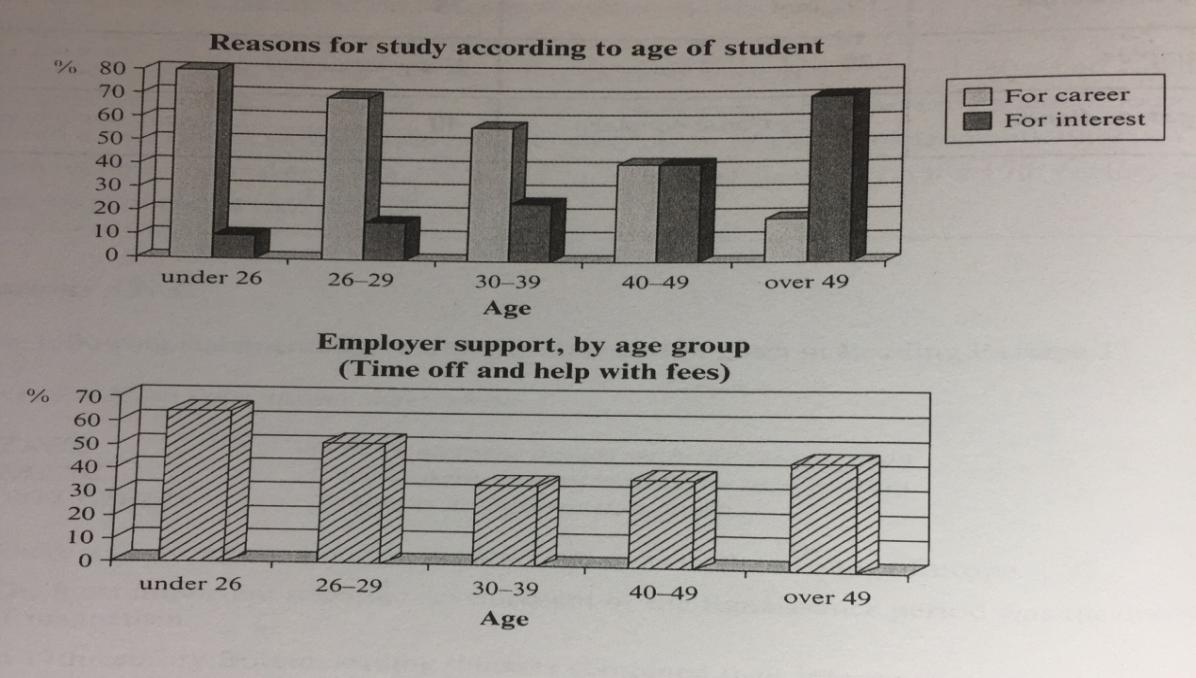 Reasons for study according to age of student
%
80
70
60
50
40
30
20
10
0
under 26 26–29 30–39 40–49 over 49
Age
For career
For interest
Employer support, by age group
(Time off and help with fees)
%
70
60
50
40
30
20
10
0
under 26 26–29 30–39 40–49 over 49
Age